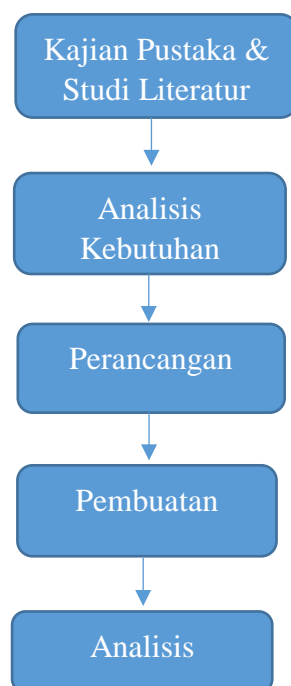 Kajian Pustaka &
Studi Literatur
Analisis
Kebutuhan
Perancangan
Pembuatan
Analisis